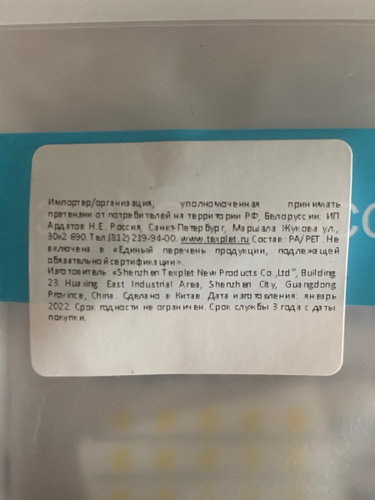 Импортер/организация, уполномоченная принимать
претензии от потребителей на территории РФ, Белоруссии: ИП
Ардатов Н.Е. Россия, Санкт-Петербург, Маршала Жукова ул.,
30к2 690. Тел.(812) 219-94-00. www.texplet.ru Состав: PA/PET. Не
включена в «Единый перечень продукции, подлежащей
обязательной сертификации»
Изготовитель: «Shenzhen Texplet New Products Co.,Ltd", Building
23 Huaxing East Industrial Area, Shenzhen City, Guangdong
Province, China. Сделано в Китае. Дата изготовления: январь
2022. Срок годности не ограничен. Срок службы 3 года с даты
покупки.